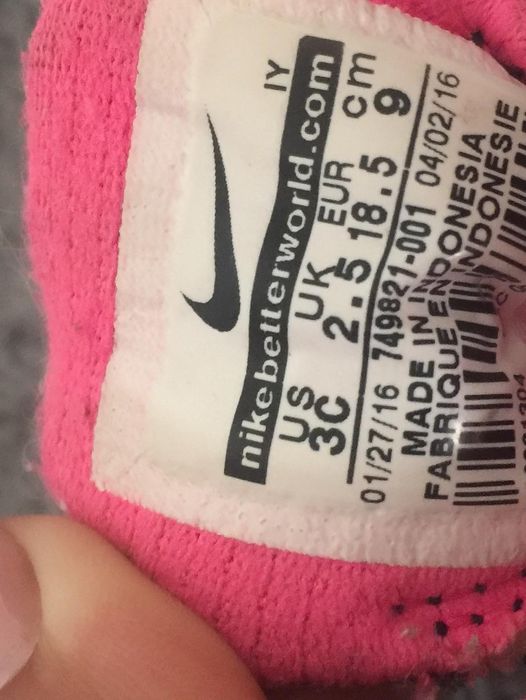 IY
nikebetterworld.com
US UK EUR cm
3C 2.5 18.5 9
01/27/16 749821-001 04/02/16
MADE IN INDONESIA
FABRIQUE EN INDONESIE